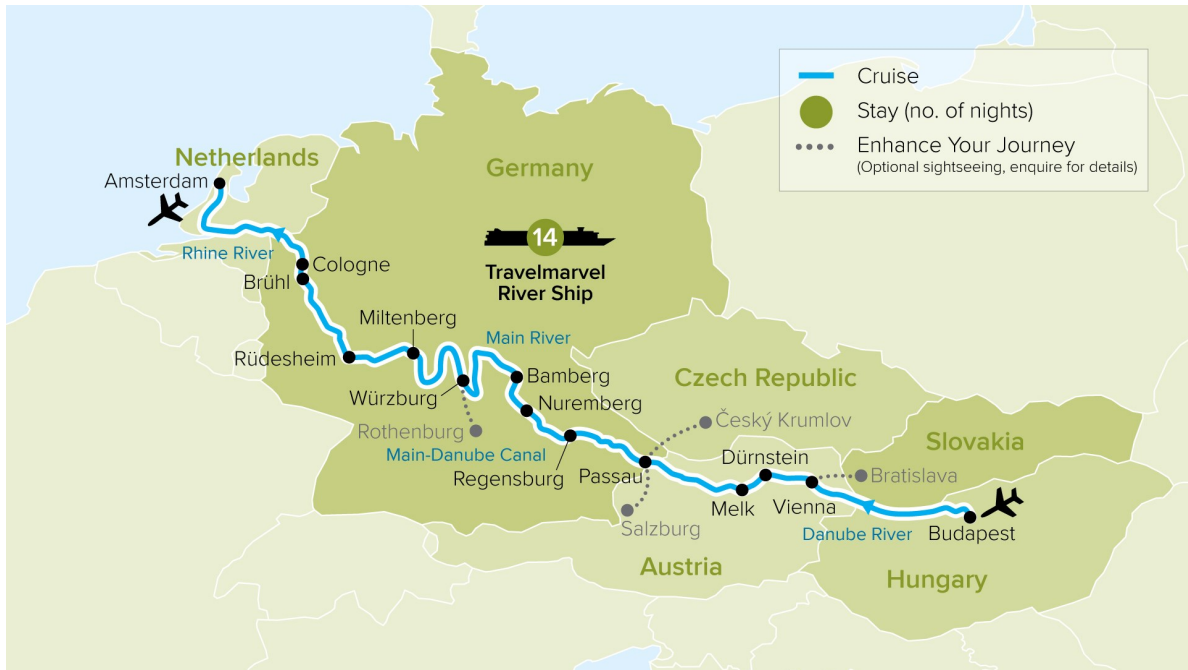 Cruise
Stay (no. of nights)
Enhance Your Journey
(Optional sightseeing, enquire for details)
Netherlands
Amsterdam
Germany
14
Travelmarvel
River Ship
Rhine River
Cologne
Brühl
Miltenberg
Main River
Rüdesheim
Bamberg
Würzburg
Czech Republic
Nuremberg
Rothenburg
Český Krumlov
Main-Danube Canal
Slovakia
Regensburg
Passau
Dürnstein
Bratislava
Melk
Vienna
Salzburg
Danube River
Budapest
Austria
Hungary